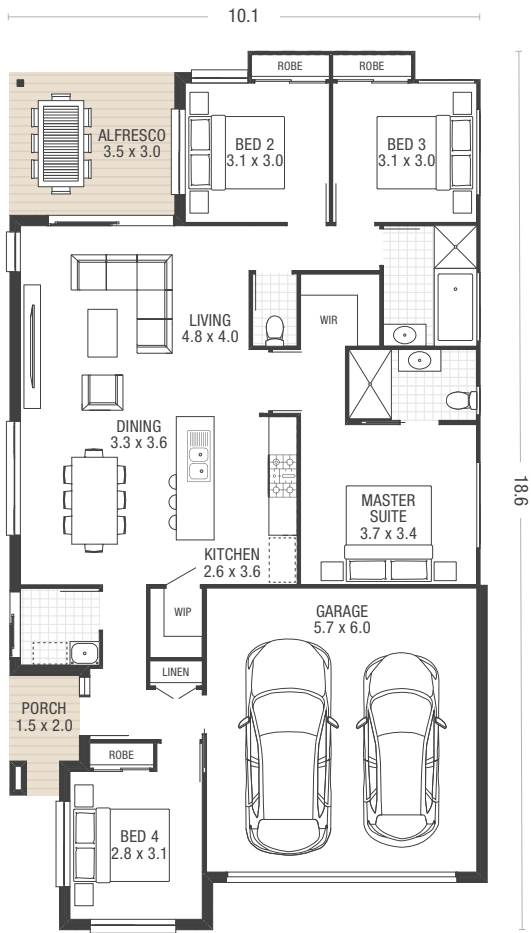 10.1
ROBE
ROBE
ALFRESCO
3.5 x 3.0
BED 2
3.1 x 3.0
BED 3
3.1 x 3.0
LIVING
4.8 x 4.0
WIR
DINING
3.3 x 3.6
MASTER
SUITE
3.7 x 3.4
18.6
KITCHEN
2.6 x 3.6
WIP
GARAGE
5.7 x 6.0
LINEN
PORCH
1.5 x 2.0
ROBE
BED 4
2.8 x 3.1